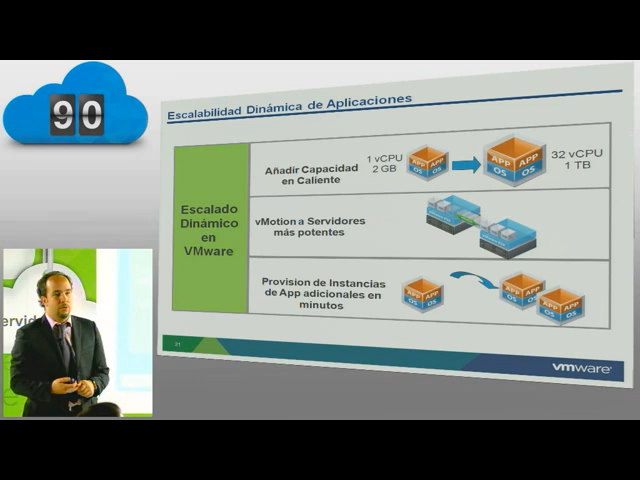 90
Escalabilidad Dinámica de Aplicaciones
Escalado
Dinámico
en
VMware
Añadir Capacidad
en Caliente
1 vCPU
2 GB
APP APP
OS OS
APP APP
OS OS
32 vCPU
1 TB
vMotion a Servidores
más potentes
Provision de Instancias
de App adicionales en
minutos
APP APP
OS OS
APP APP
OS
APP APP
OS OS
21
vmware
ervid